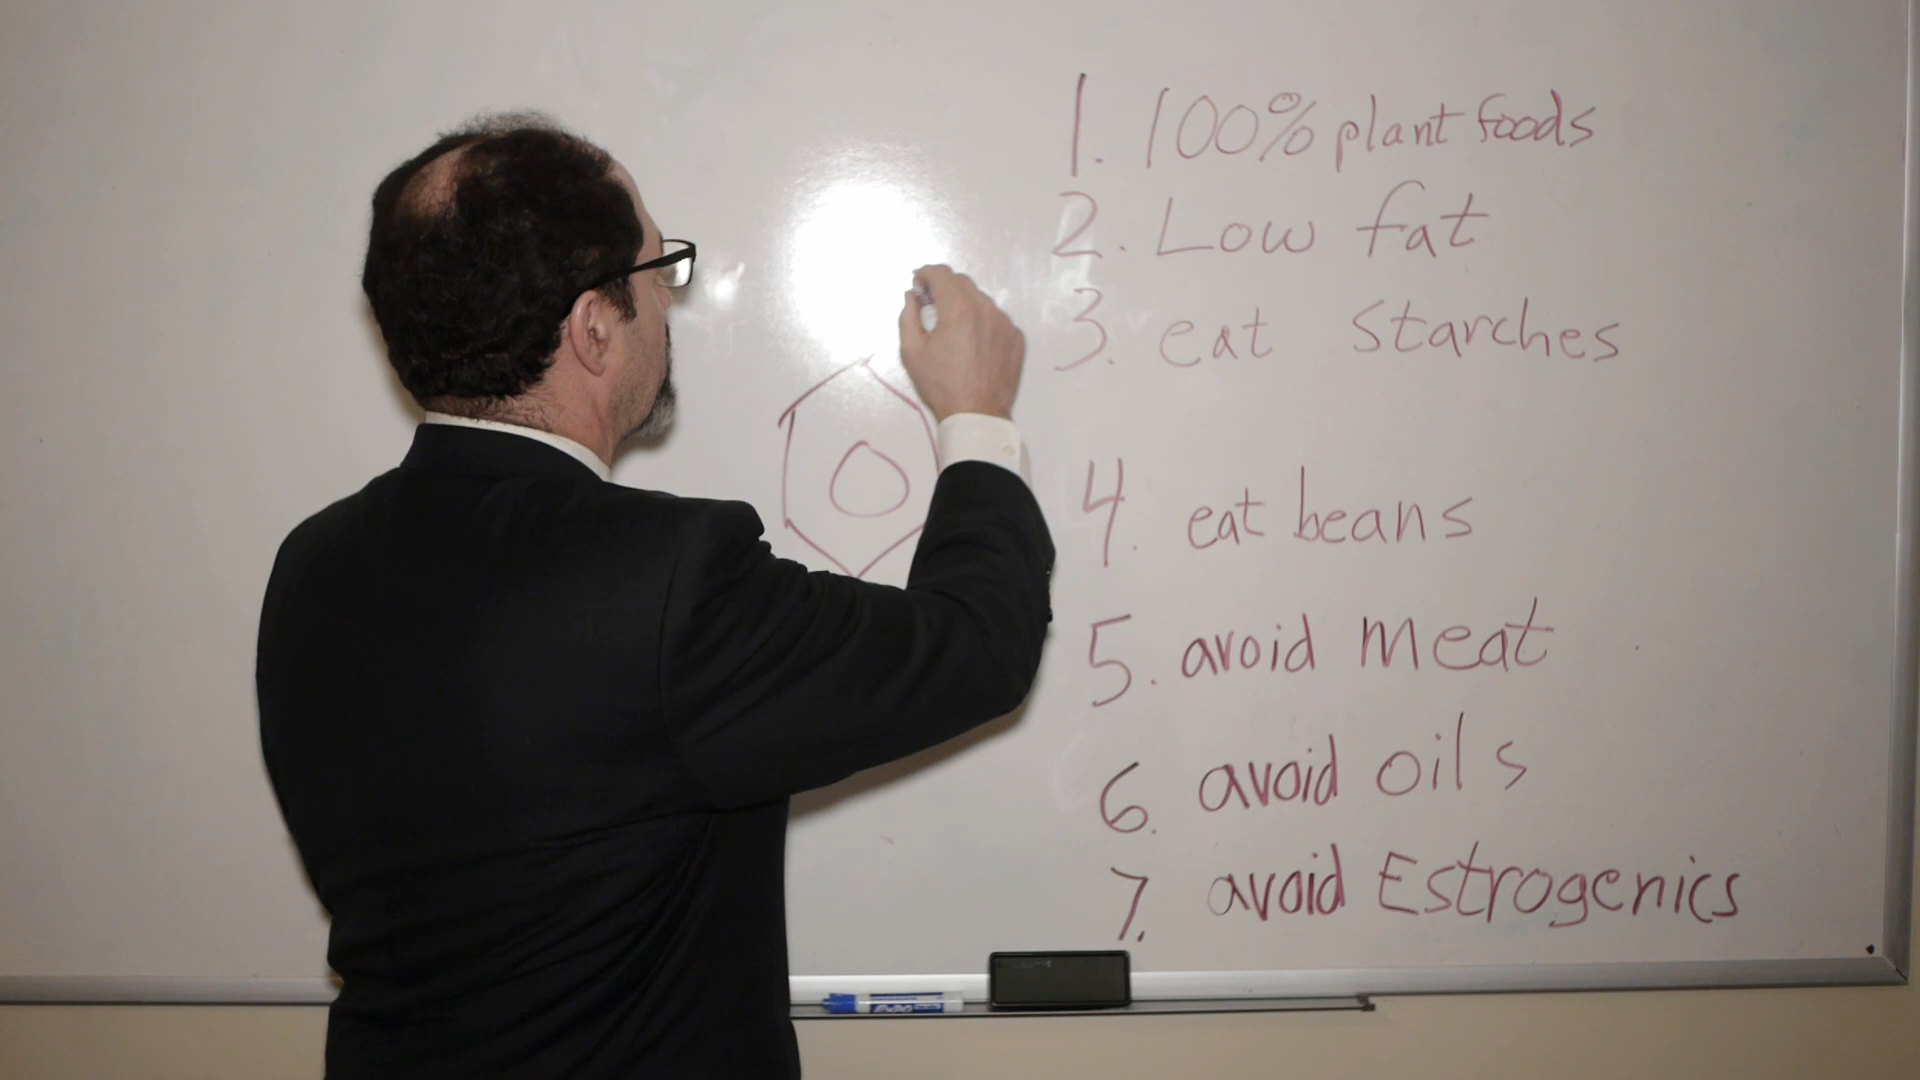 1. 100% plant foods
2. Low fat
3. eat starches
4. eat beans
5. avoid meat
6. avoid oils
7. avoid Estrogenics